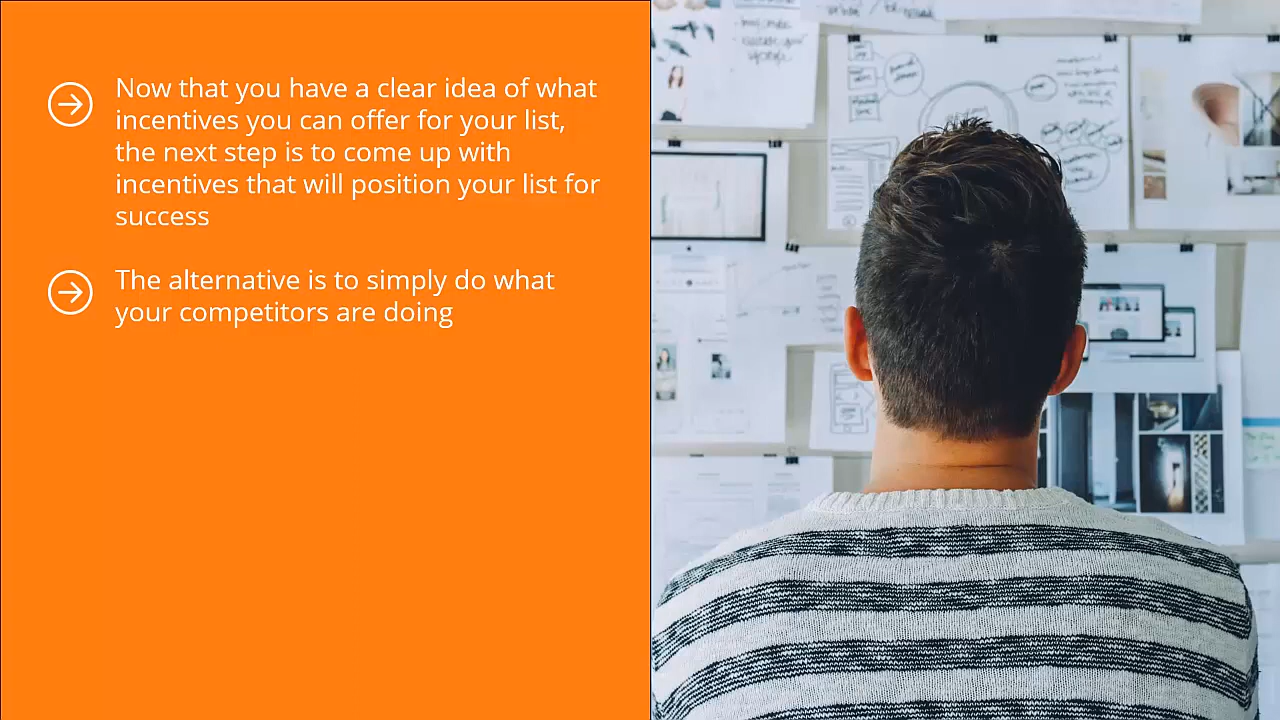 Now that you have a clear idea of what
incentives you can offer for your list,
the next step is to come up with
incentives that will position your list for
success
The alternative is to simply do what
your competitors are doing